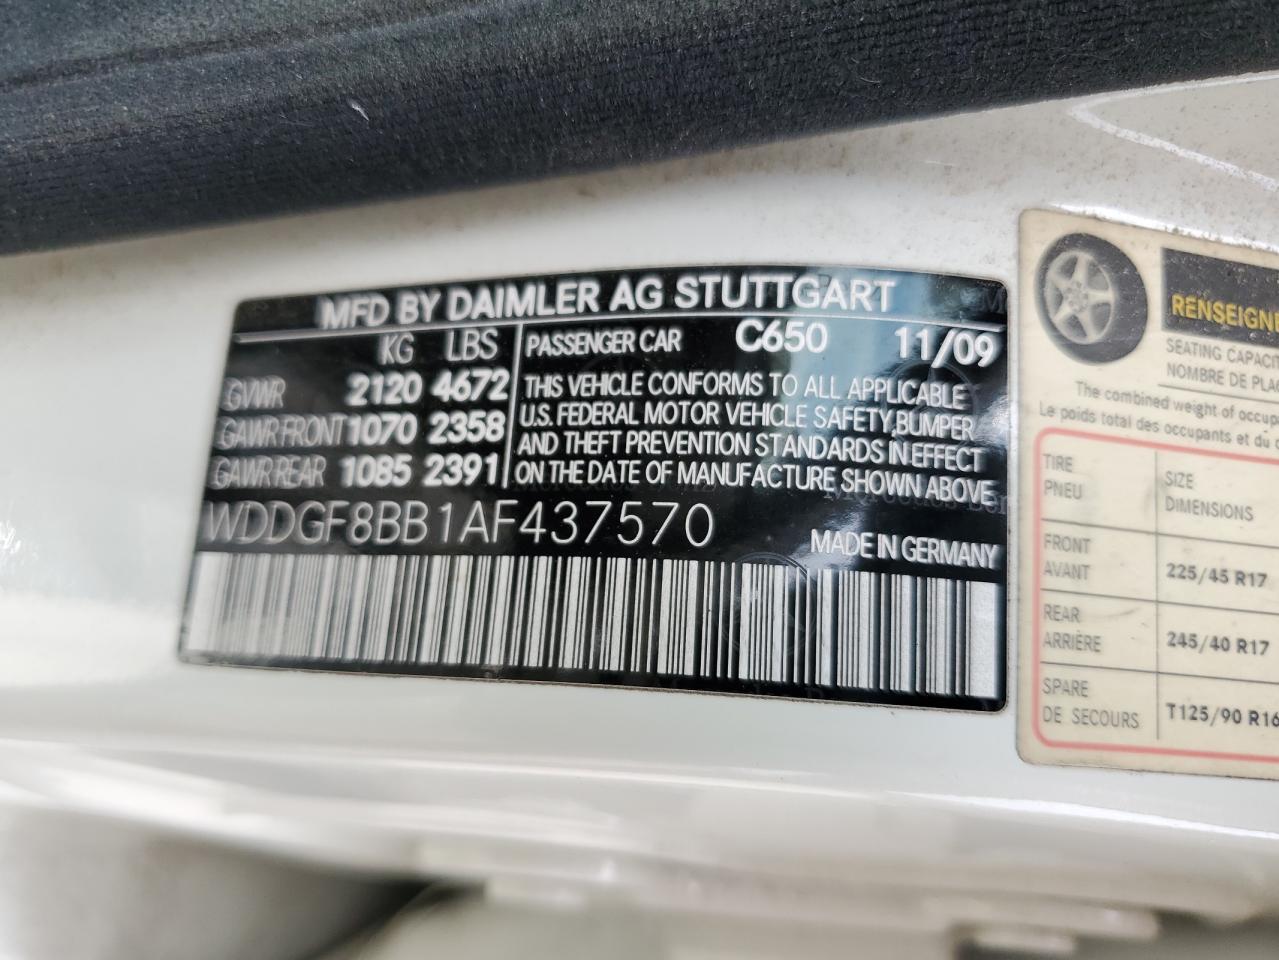 MFD BY DAIMLER AG STUTTGART
KG LBS
GVWR 2120 4672
GAWR FRONT 1070 2358
GAWR REAR 1085 2391
PASSENGER CAR C650 11/09
THIS VEHICLE CONFORMS TO ALL APPLICABLE
U.S. FEDERAL MOTOR VEHICLE SAFETY, BUMPER
AND THEFT PREVENTION STANDARDS IN EFFECT
ON THE DATE OF MANUFACTURE SHOWN ABOVE
WDDGF8BB1AF437570
MADE IN GERMANY
RENSEIGNE
SEATING CAPACI
NOMBRE DE PLA
The combined weight of occup
Le poids total des occupants et du
TIRE
PNEU
SIZE
DIMENSIONS
FRONT
AVANT
225/45 R17
REAR
ARRIÈRE
245/40 R17
SPARE
DE SECOURS
T125/90 R16